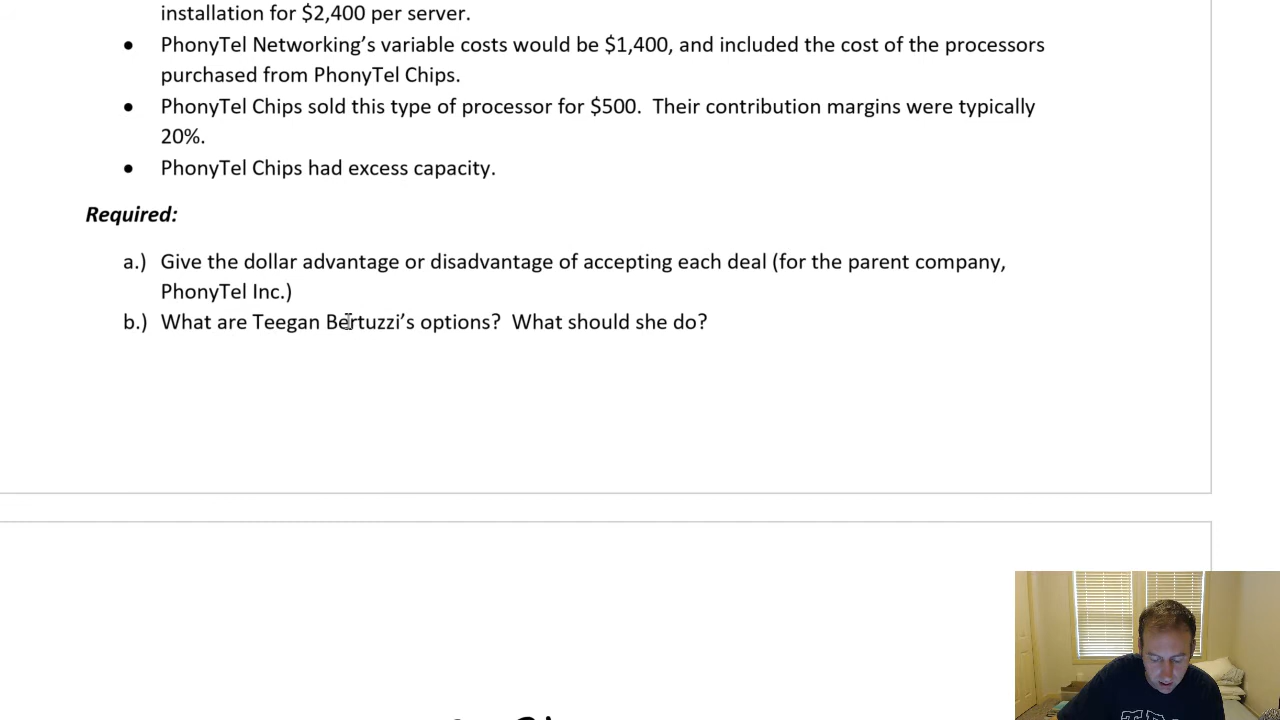 installation for $2,400 per server.
• PhonyTel Networking’s variable costs would be $1,400, and included the cost of the processors
purchased from PhonyTel Chips.
• PhonyTel Chips sold this type of processor for $500.  Their contribution margins were typically
20%.
• PhonyTel Chips had excess capacity.
Required:
a.) Give the dollar advantage or disadvantage of accepting each deal (for the parent company,
PhonyTel Inc.)
b.) What are Teegan Bertuzzi’s options?  What should she do?